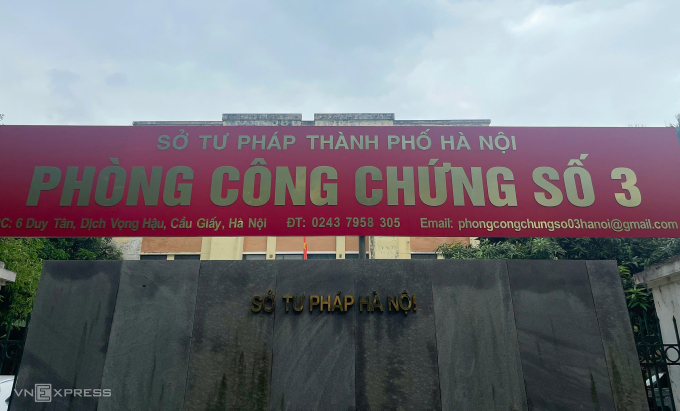 SỞ TƯ PHÁP THÀNH PHỐ HÀ NỘI
PHÒNG CÔNG CHỨNG SỐ 3
ĐC: 6 Duy Tân, Dịch Vọng Hậu, Cầu Giấy, Hà Nội ĐT: 0243 7958 305 Email: phongcongchungso03hanoi@gmail.com
SỞ TƯ PHÁP HÀ NỘI
VNEXPRESS